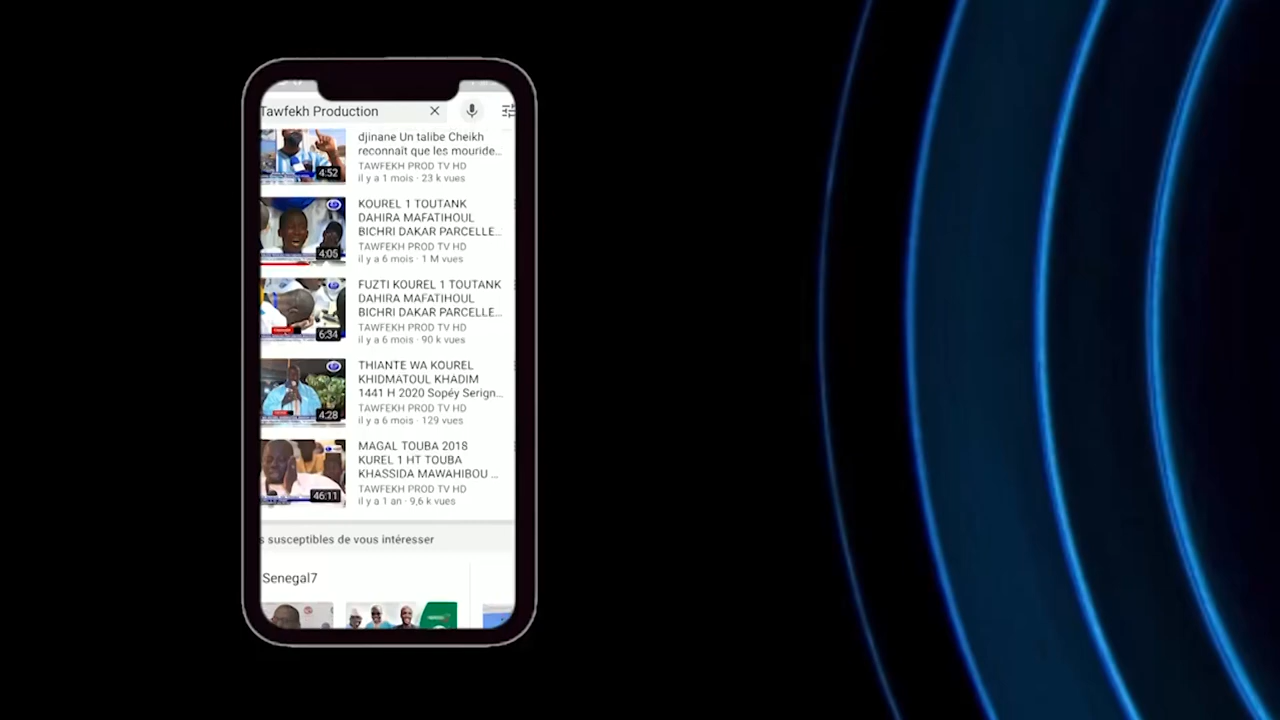 Tawfekh Production
djinane Un talibe Cheikh
reconnaît que les mouride...
TAWFEKH PROD TV HD
il y a 1 mois · 23 k vues
4:52
KOUREL 1 TOUTANK
DAHIRA MAFATIHOUL
BICHRI DAKAR PARCELLE...
TAWFEKH PROD TV HD
il y a 6 mois · 1 M vues
4:05
FUZTI KOUREL 1 TOUTANK
DAHIRA MAFATIHOUL
BICHRI DAKAR PARCELLE...
TAWFEKH PROD TV HD
il y a 6 mois · 90 k vues
6:34
THIANTE WA KOUREL
KHIDMATOUL KHADIM
1441 H 2020 Sopéy Serign...
TAWFEKH PROD TV HD
il y a 6 mois · 129 vues
4:28
MAGAL TOUBA 2018
KUREL 1 HT TOUBA
KHASSIDA MAWAHIBOU ...
TAWFEKH PROD TV HD
il y a 1 an · 9,6 k vues
46:11
s susceptibles de vous intéresser
Senegal7